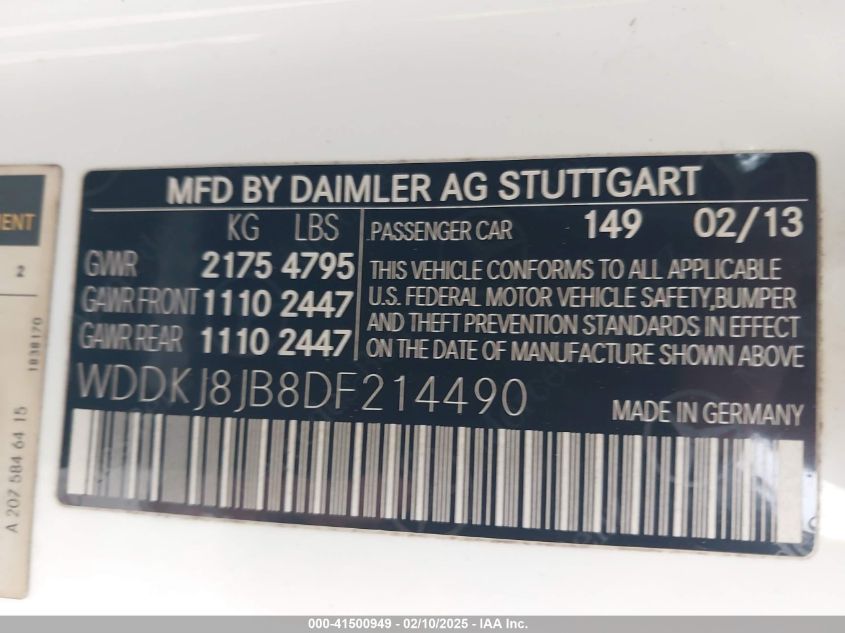 MFD BY DAIMLER AG STUTTGART
KG LBS
GVWR 2175 4795
GAWR FRONT 1110 2447
GAWR REAR 1110 2447
PASSENGER CAR 149 02/13
THIS VEHICLE CONFORMS TO ALL APPLICABLE
U.S. FEDERAL MOTOR VEHICLE SAFETY, BUMPER
AND THEFT PREVENTION STANDARDS IN EFFECT
ON THE DATE OF MANUFACTURE SHOWN ABOVE
WDDKJ8JB8DF214490
MADE IN GERMANY
2
1838170
A 207 584 64 15
000-41500949 - 02/10/2025 - IAA Inc.